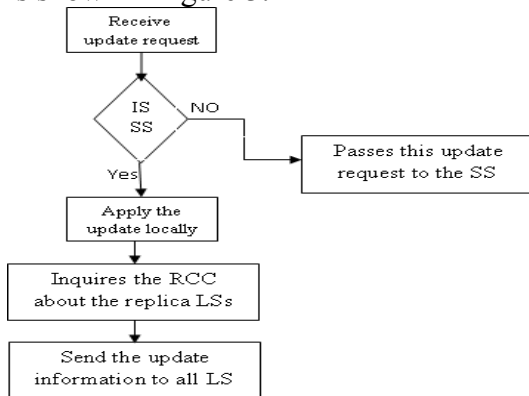 Receive
update request
IS
SS
NO
Passes this update
request to the SS
Yes
Apply the
update locally
Inquires the RCC
about the replica LSs
Send the update
information to all LS